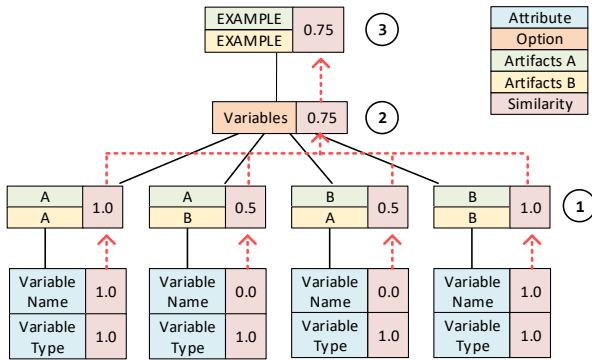 EXAMPLE
EXAMPLE
0.75
3
Attribute
Option
Artifacts A
Artifacts B
Similarity
Variables
0.75
2
A
A
1.0
A
B
0.5
B
A
0.5
B
B
1.0
1
Variable
Name
1.0
Variable
Type
1.0
Variable
Name
0.0
Variable
Type
1.0
Variable
Name
0.0
Variable
Type
1.0
Variable
Name
1.0
Variable
Type
1.0